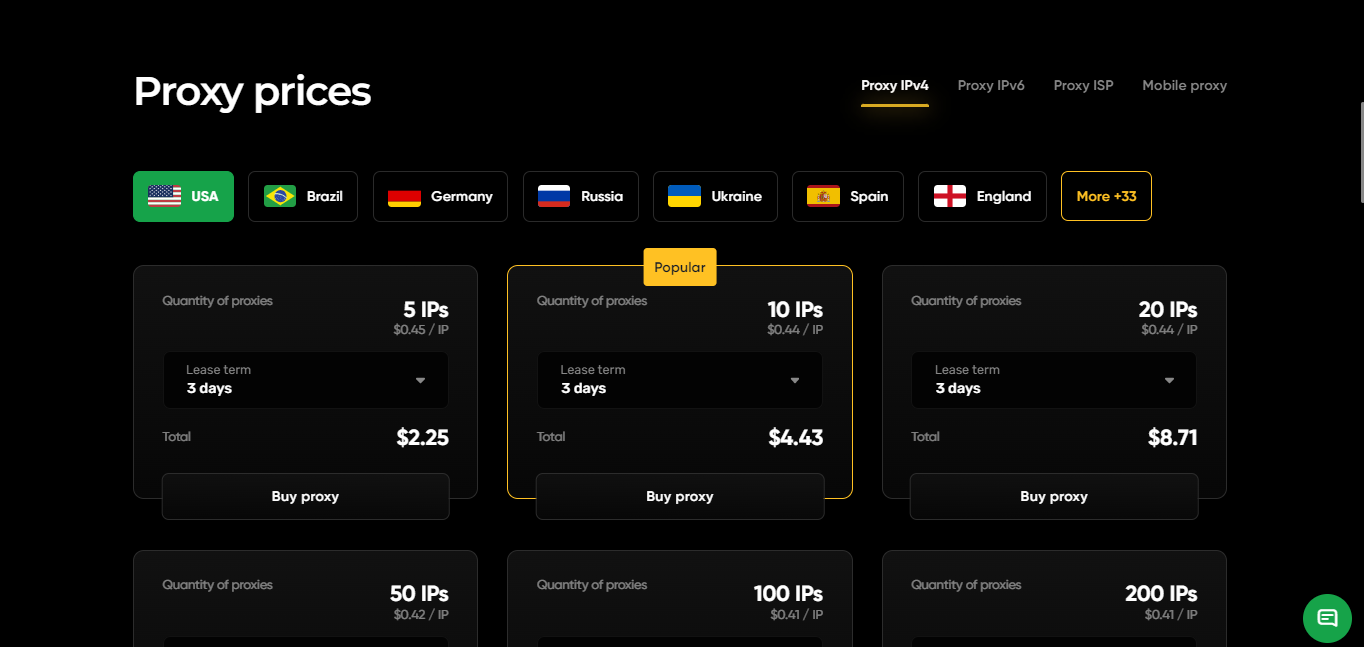 Proxy prices
Proxy IPv4 Proxy IPv6 Proxy ISP Mobile proxy
USA Brazil Germany Russia Ukraine Spain England More +33
Popular
Quantity of proxies 5 IPs
$0.45 / IP
Lease term
3 days
Total $2.25
Buy proxy
Quantity of proxies 10 IPs
$0.44 / IP
Lease term
3 days
Total $4.43
Buy proxy
Quantity of proxies 20 IPs
$0.44 / IP
Lease term
3 days
Total $8.71
Buy proxy
Quantity of proxies 50 IPs
$0.42 / IP
Quantity of proxies 100 IPs
$0.41 / IP
Quantity of proxies 200 IPs
$0.41 / IP